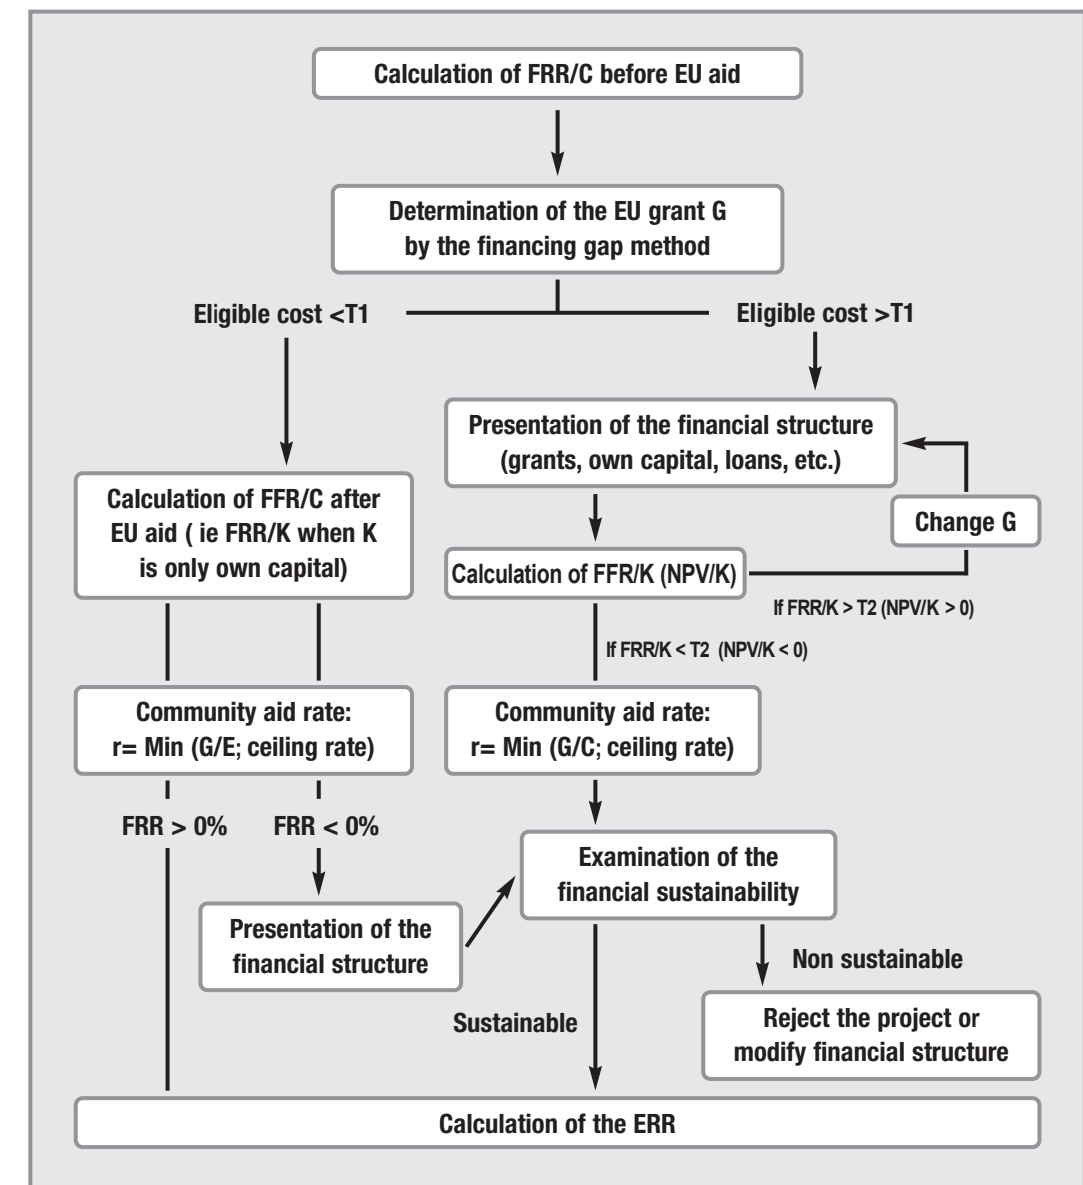 Calculation of FRR/C before EU aid
Determination of the EU grant G
by the financing gap method
Eligible cost <T1
Eligible cost >T1
Presentation of the financial structure
(grants, own capital, loans, etc.)
Calculation of FFR/C after
EU aid ( ie FRR/K when K
is only own capital)
Change G
Calculation of FFR/K (NPV/K)
If FRR/K > T2 (NPV/K > 0)
If FRR/K < T2 (NPV/K < 0)
Community aid rate:
r= Min (G/E; ceiling rate)
Community aid rate:
r= Min (G/C; ceiling rate)
FRR > 0%
FRR < 0%
Examination of the
financial sustainability
Presentation of the
financial structure
Non sustainable
Sustainable
Reject the project or
modify financial structure
Calculation of the ERR